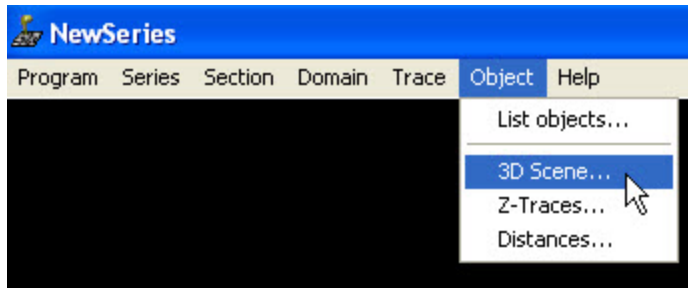 NewSeries
Program Series Section Domain Trace Object Help
List objects...
3D Scene...
Z-Traces...
Distances...